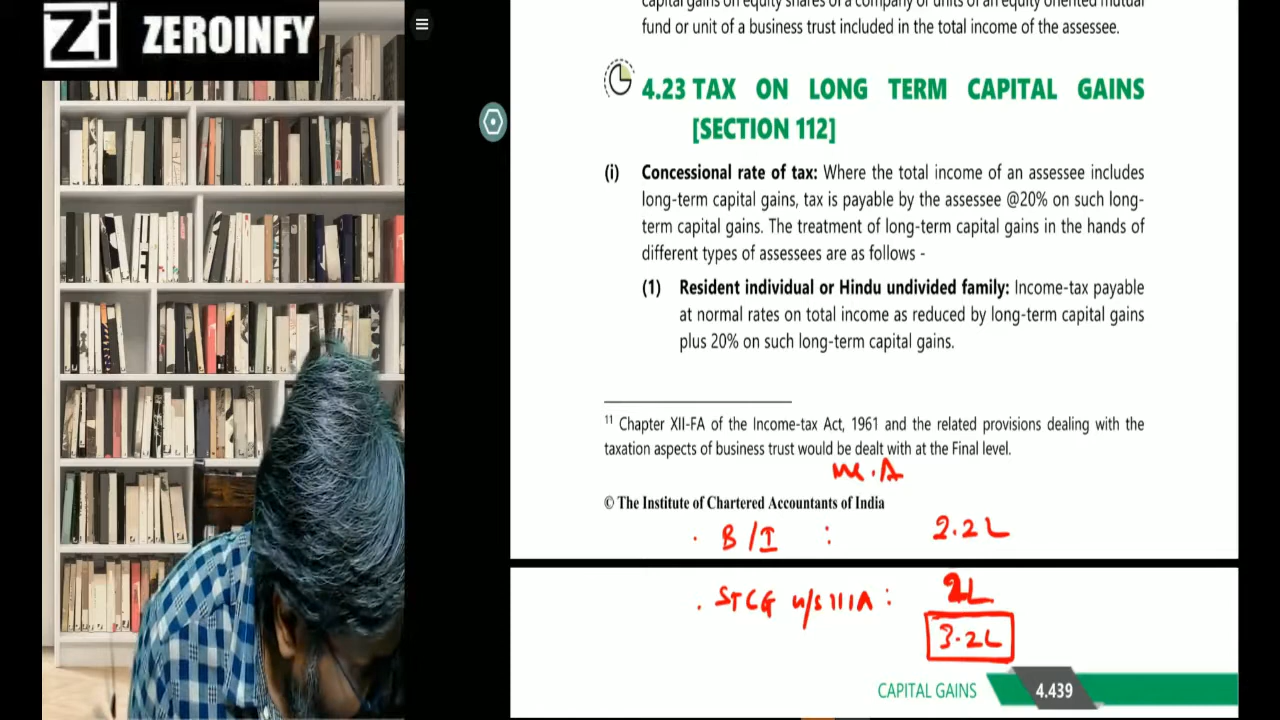 Zi ZEROINFY
capital gains on equity shares of a company or units of an equity oriented mutual
fund or unit of a business trust included in the total income of the assessee.
4.23 TAX ON LONG TERM CAPITAL GAINS
[SECTION 112]
(i) Concessional rate of tax: Where the total income of an assessee includes
long-term capital gains, tax is payable by the assessee @20% on such long-
term capital gains. The treatment of long-term capital gains in the hands of
different types of assessees are as follows -
(1) Resident individual or Hindu undivided family: Income-tax payable
at normal rates on total income as reduced by long-term capital gains
plus 20% on such long-term capital gains.
11 Chapter XII-FA of the Income-tax Act, 1961 and the related provisions dealing with the
taxation aspects of business trust would be dealt with at the Final level.
Mr. A
© The Institute of Chartered Accountants of India
. B/I : 2.2L
. STCG u/s 111A : L
3.2L
CAPITAL GAINS 4.439